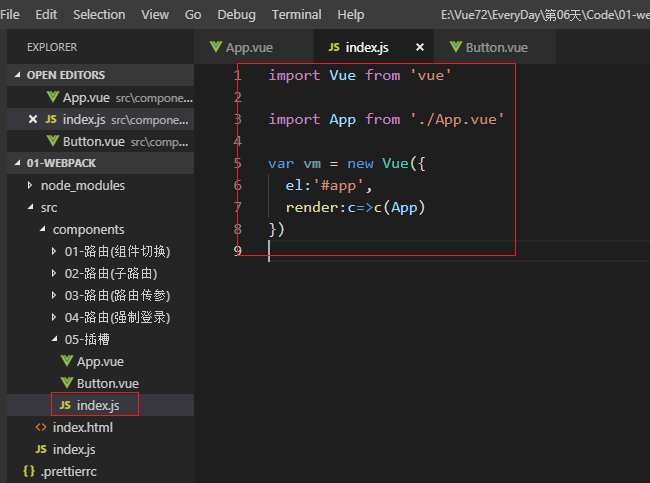 File Edit Selection View Go Debug Terminal Help E:\Vue72\EveryDay\第06天\Code\01-we
EXPLORER
App.vue
JS index.js ×
Button.vue
OPEN EDITORS
App.vue src\compone...
× JS index.js src\compone...
Button.vue src\comp...
01-WEBPACK
node_modules
src
components
01-路由(组件切换)
02-路由(子路由)
03-路由(路由传参)
04-路由(强制登录)
05-插槽
App.vue
Button.vue
JS index.js
<> index.html
JS index.js
{} .prettierrc
1 import Vue from 'vue'
2
3 import App from './App.vue'
4
5 var vm = new Vue({
6 el:'#app',
7 render:c=>c(App)
8 })
9